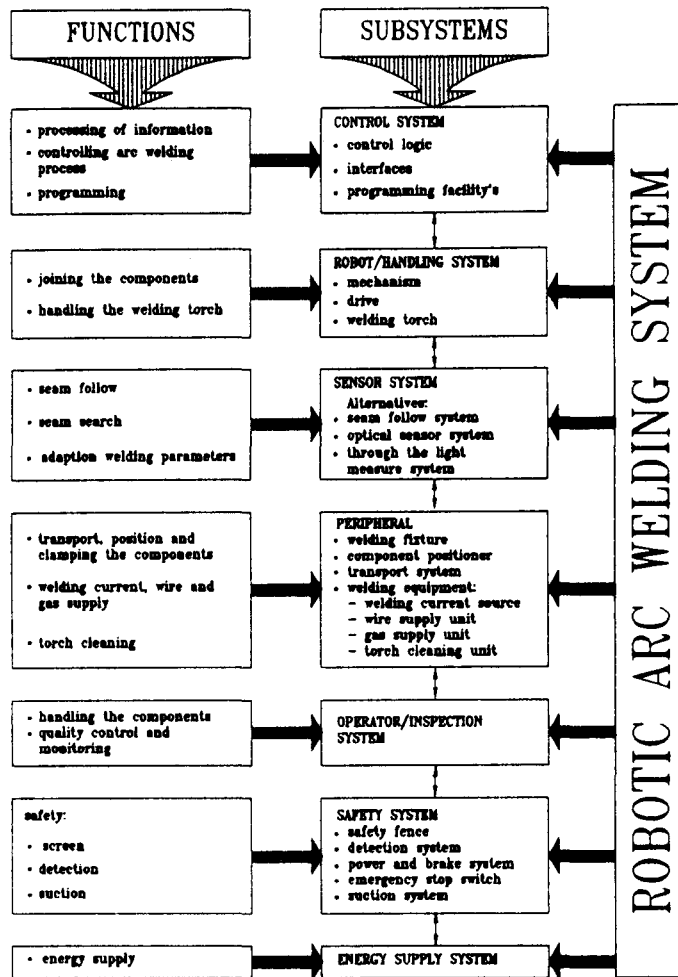 FUNCTIONS
SUBSYSTEMS
• processing of information
• controlling arc welding
process
• programming
CONTROL SYSTEM
• control logic
• interfaces
• programming facility's
• joining the components
• handling the welding torch
ROBOT/HANDLING SYSTEM
• mechanism
• drive
• welding torch
• seam follow
• seam search
• adaption welding parameters
SENSOR SYSTEM
Alternatives:
• seam follow system
• optical sensor system
• through the light
measure system
• transport, position and
clamping the components
• welding current, wire and
gas supply
• torch cleaning
PERIPHERAL
• welding fixture
• component positioner
• transport system
• welding equipment:
- welding current source
- wire supply unit
- gas supply unit
- torch cleaning unit
• handling the components
• quality control and
monitoring
OPERATOR/INSPECTION
SYSTEM
safety:
• screen
• detection
• suction
SAFETY SYSTEM
• safety fence
• detection system
• power and brake system
• emergency stop switch
• suction system
• energy supply
ENERGY SUPPLY SYSTEM
ROBOTIC ARC WELDING SYSTEM